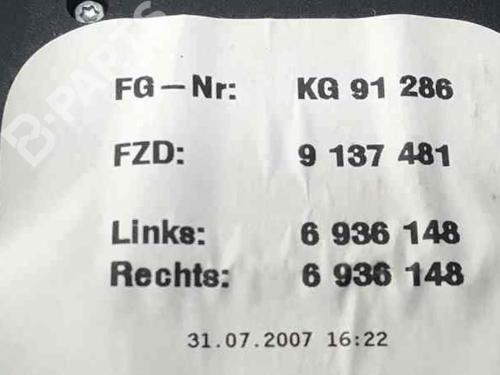 FG-Nr: KG 91 286
FZD: 9 137 481
Links: 6 936 148
Rechts: 6 936 148
31.07.2007 16:22
B-PARTS